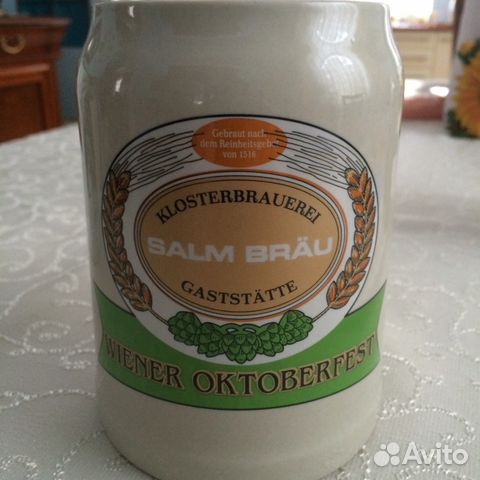 Gebraut nach
dem Reinheitsgebot
von 1516
KLOSTERBRAUEREI
SALM BRÄU
GASTSTÄTTE
WIENER OKTOBERFEST
Avito